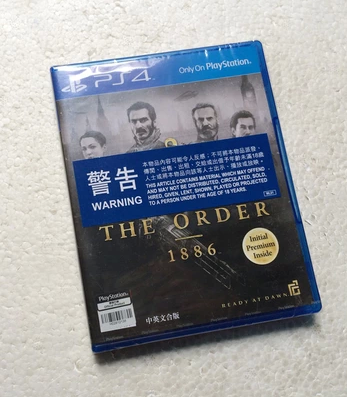 PS4
Only On PlayStation
警告
WARNING
本物品內容可能令人反感；不可將本物品派發，
傳閱，出售，出租，交給或出借予年齡未滿18歲
人士或將本物品向該等人士出示，播放或放映。
THIS ARTICLE CONTAINS MATERIAL WHICH MAY OFFEND
AND MAY NOT BE DISTRIBUTED, CIRCULATED, SOLD,
HIRED, GIVEN, LENT, SHOWN, PLAYED OR PROJECTED
TO A PERSON UNDER THE AGE OF 18 YEARS.
THE ORDER
1886
Initial
Premium
Inside
PlayStation
READY AT DAWN
中英文合版